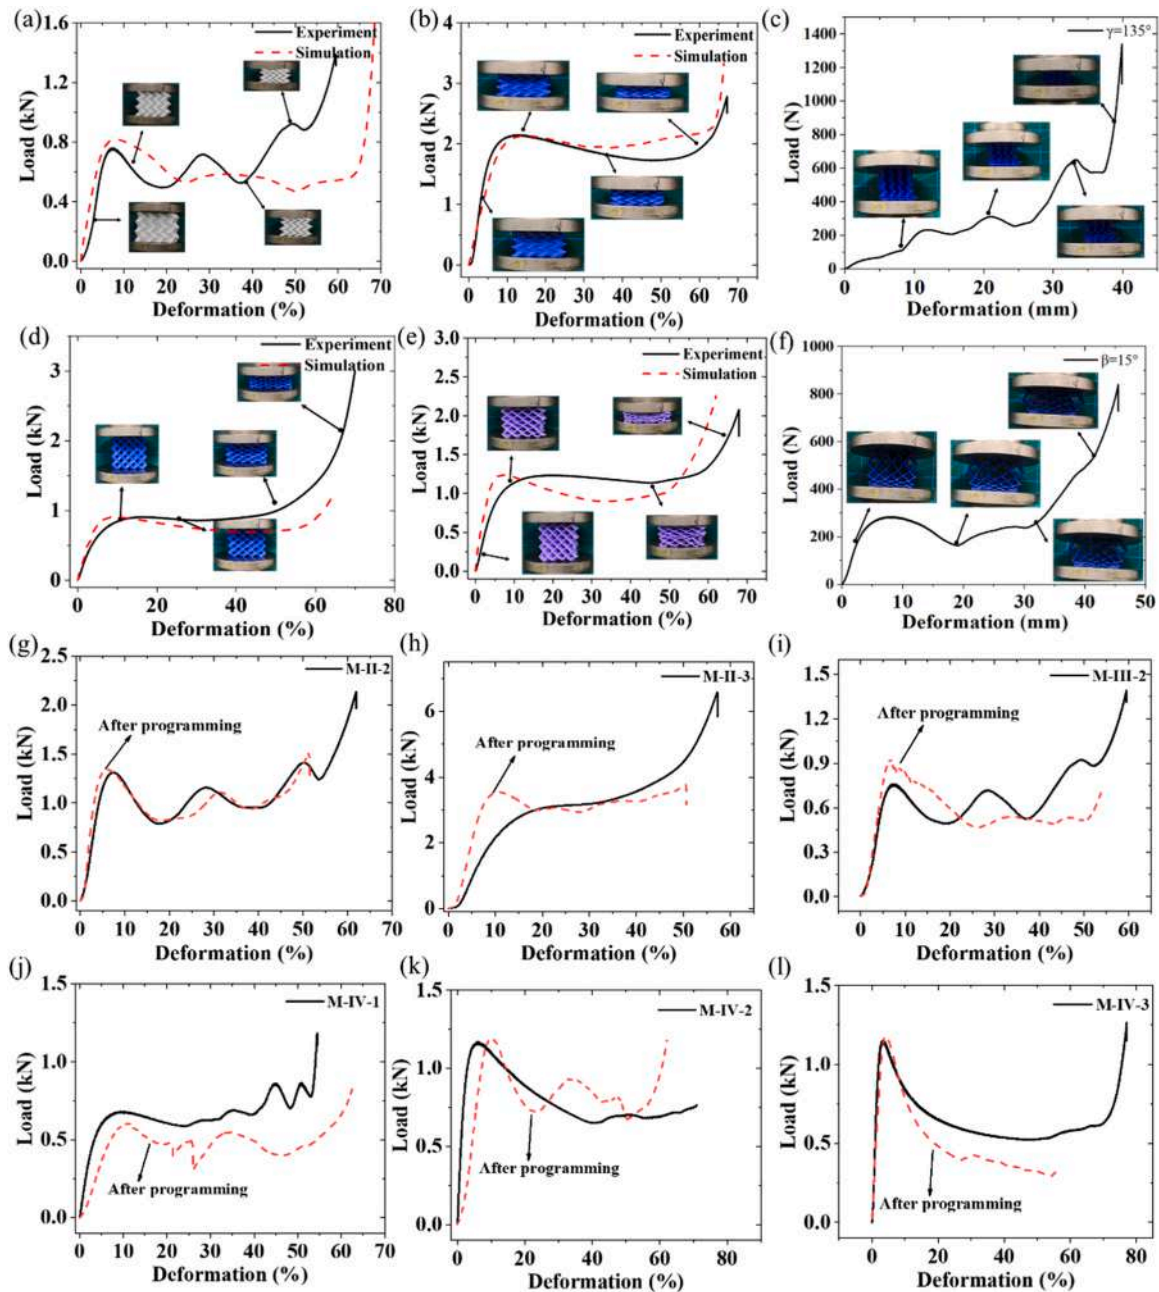 (a)
1.6
1.2
0.8
0.4
0.0
Load (kN)
Experiment
Simulation
0 10 20 30 40 50 60 70
Deformation (%)
(b)
4
3
2
1
0
Load (kN)
Experiment
Simulation
0 10 20 30 40 50 60 70
Deformation (%)
(c)
1400
1200
1000
800
600
400
200
0
Load (N)
γ=135°
0 10 20 30 40
Deformation (mm)
(d)
3
2
1
0
Load (kN)
Experiment
Simulation
0 20 40 60 80
Deformation (%)
(e)
3.0
2.5
2.0
1.5
1.0
0.5
0.0
Load (kN)
Experiment
Simulation
0 10 20 30 40 50 60 70
Deformation (%)
(f)
1000
800
600
400
200
0
Load (N)
β=15°
0 10 20 30 40 50
Deformation (mm)
(g)
2.5
2.0
1.5
1.0
0.5
0.0
Load (kN)
M-II-2
After programming
0 10 20 30 40 50 60 70
Deformation (%)
(h)
6
4
2
0
Load (kN)
M-II-3
After programming
0 10 20 30 40 50 60
Deformation (%)
(i)
1.5
1.2
0.9
0.6
0.3
0.0
Load (kN)
M-III-2
After programming
0 10 20 30 40 50 60
Deformation (%)
(j)
1.5
1.0
0.5
0.0
Load (kN)
M-IV-1
After programming
0 10 20 30 40 50 60 70
Deformation (%)
(k)
1.5
1.0
0.5
0.0
Load (kN)
M-IV-2
After programming
0 20 40 60 80
Deformation (%)
(l)
1.5
1.0
0.5
0.0
Load (kN)
M-IV-3
After programming
0 20 40 60 80
Deformation (%)